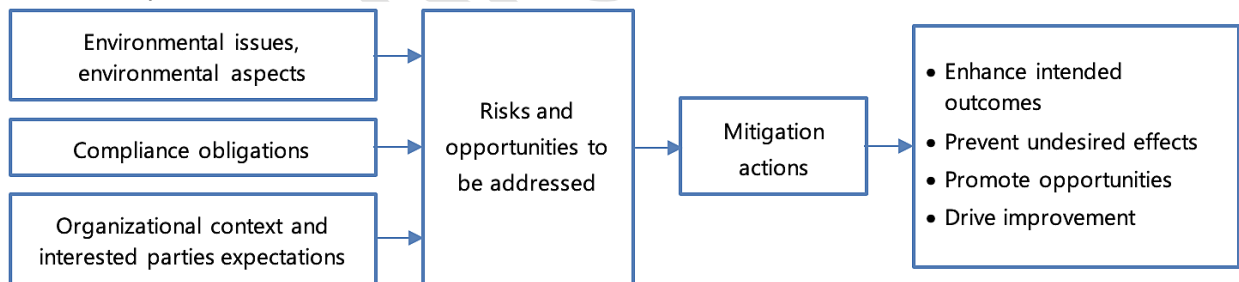 Environmental issues,
environmental aspects
Compliance obligations
Organizational context and
interested parties expectations
Risks and
opportunities to
be addressed
Mitigation
actions
• Enhance intended
outcomes
• Prevent undesired effects
• Promote opportunities
• Drive improvement